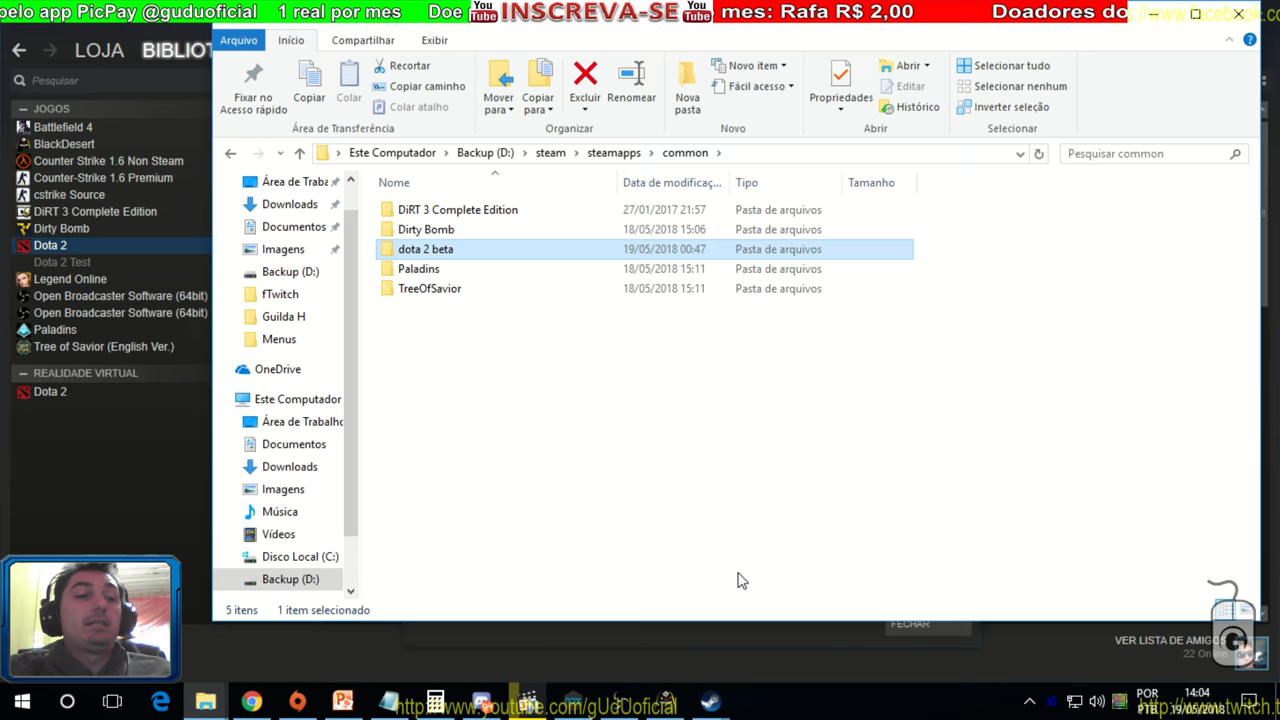 pelo app PicPay @guduoficial 1 real por mes Doe
You Tube INSCREVA-SE You Tube
mes: Rafa R$ 2,00 Doadores do
LOJA BIBLIOT
Pesquisar
JOGOS
Battlefield 4
BlackDesert
Counter Strike 1.6 Non Steam
Counter-Strike 1.6 Premium
cstrike Source
DiRT 3 Complete Edition
Dirty Bomb
Dota 2
Dota 2 Test
Legend Online
Open Broadcaster Software (64bit)
Open Broadcaster Software (64bit)
Paladins
Tree of Savior (English Ver.)
REALIDADE VIRTUAL
Dota 2
Arquivo Início Compartilhar Exibir
Fixar no Acesso rápido
Copiar
Colar
Recortar
Copiar caminho
Colar atalho
Área de Transferência
Mover para
Copiar para
Excluir
Renomear
Organizar
Nova pasta
Novo item
Fácil acesso
Novo
Propriedades
Abrir
Editar
Histórico
Abrir
Selecionar tudo
Selecionar nenhum
Inverter seleção
Selecionar
Este Computador Backup (D:) steam steamapps common
Pesquisar common
Área de Traba
Downloads
Documentos
Imagens
Backup (D:)
fTwitch
Guilda H
Menus
OneDrive
Este Computador
Área de Trabalho
Documentos
Downloads
Imagens
Música
Vídeos
Disco Local (C:)
Backup (D:)
Nome Data de modificaç... Tipo Tamanho
DiRT 3 Complete Edition 27/01/2017 21:57 Pasta de arquivos
Dirty Bomb 18/05/2018 15:06 Pasta de arquivos
dota 2 beta 19/05/2018 00:47 Pasta de arquivos
Paladins 18/05/2018 15:11 Pasta de arquivos
TreeOfSavior 18/05/2018 15:11 Pasta de arquivos
5 itens 1 item selecionado
FECHAR
VER LISTA DE AMIGOS
22 Online
http://www.youtube.com/gUdUoficial
POR
PTB
14:04
19/05/2018